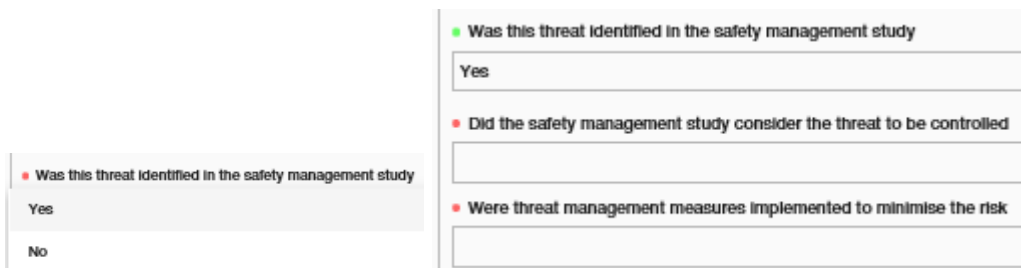 Was this threat identified in the safety management study
Yes
No
Was this threat identified in the safety management study
Yes
Did the safety management study consider the threat to be controlled
Were threat management measures implemented to minimise the risk